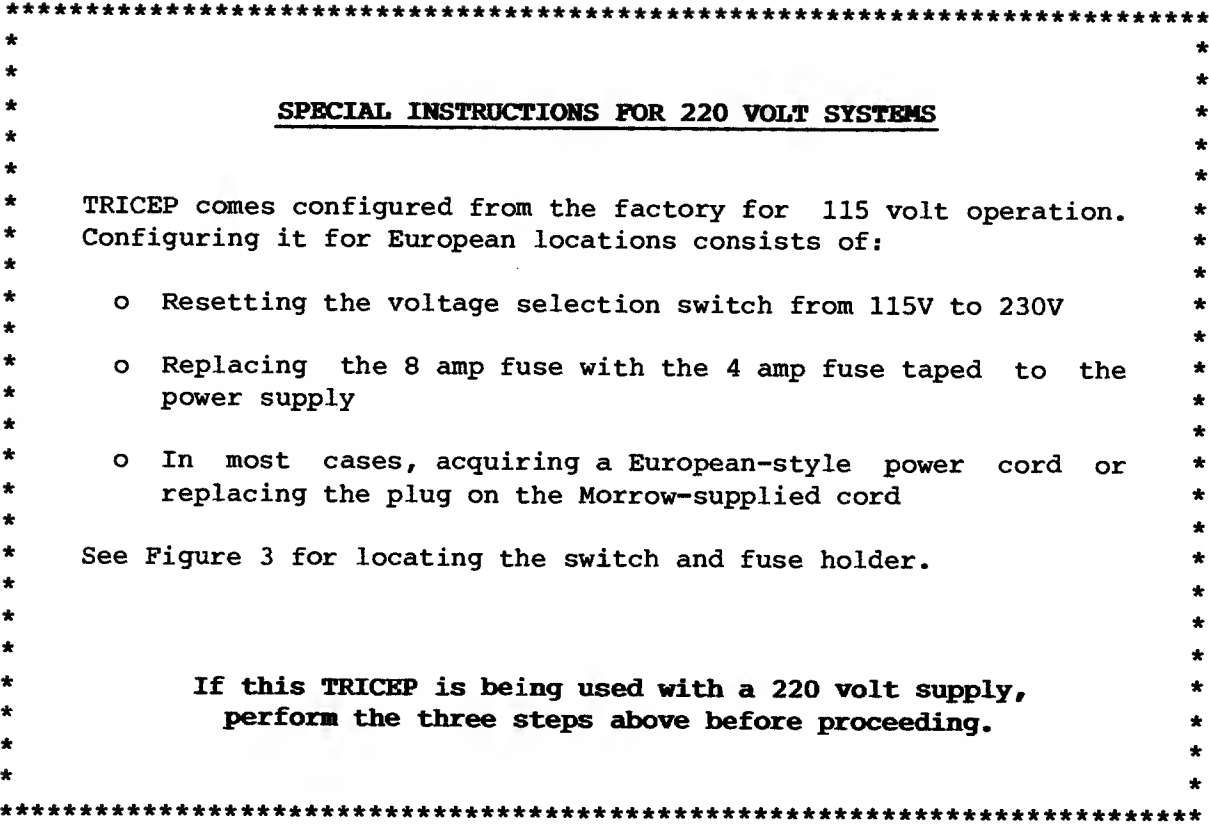 ********************************************************************************
SPECIAL INSTRUCTIONS FOR 220 VOLT SYSTEMS
TRICEP comes configured from the factory for 115 volt operation.
Configuring it for European locations consists of:
o Resetting the voltage selection switch from 115V to 230V
o Replacing the 8 amp fuse with the 4 amp fuse taped to the
power supply
o In most cases, acquiring a European-style power cord or
replacing the plug on the Morrow-supplied cord
See Figure 3 for locating the switch and fuse holder.
If this TRICEP is being used with a 220 volt supply,
perform the three steps above before proceeding.
********************************************************************************